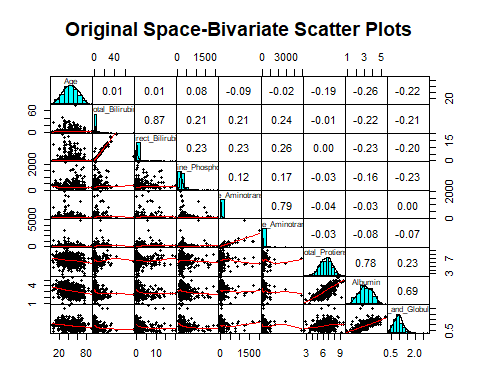 Original Space-Bivariate Scatter Plots
0 40 0 1500 0 3000 1 3 5
Age 0.01 0.01 0.08 -0.09 -0.02 -0.19 -0.26 -0.22 20
0 60 otal_Bilirubi 0.87 0.21 0.21 0.24 -0.01 -0.22 -0.21
rect_Bilirubi 0.23 0.23 0.26 0.00 -0.23 -0.20 0 15
0 2000 ine_Phospho 0.12 0.17 -0.03 -0.16 -0.23
e_Aminotran 0.79 -0.04 -0.03 0.00 0 2000
0 5000 e_Aminotran -0.03 -0.08 -0.07
otal_Protien 0.78 0.23 3 7
1 4 Albumin 0.69
and_Globul 0.5
20 80 0 10 0 1500 3 6 9 0.5 2.0